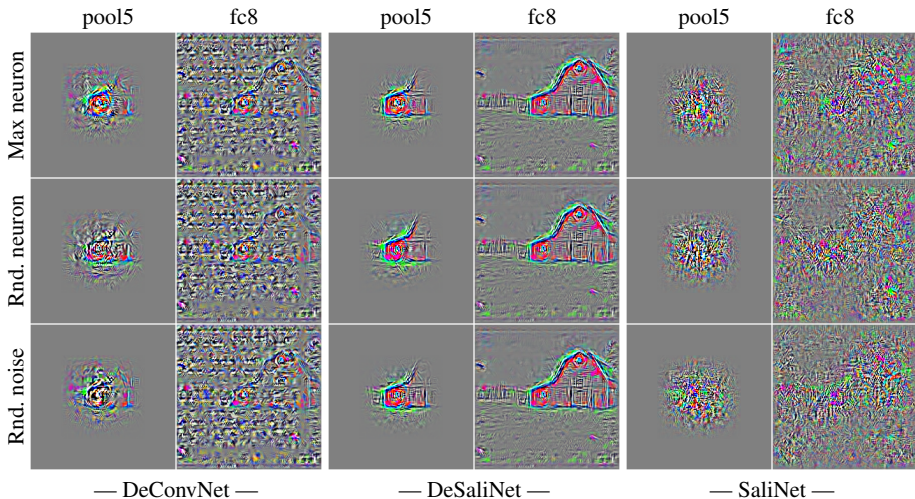 pool5 fc8 pool5 fc8 pool5 fc8
Max neuron
Rnd. neuron
Rnd. noise
— DeConvNet — — DeSaliNet — — SaliNet —